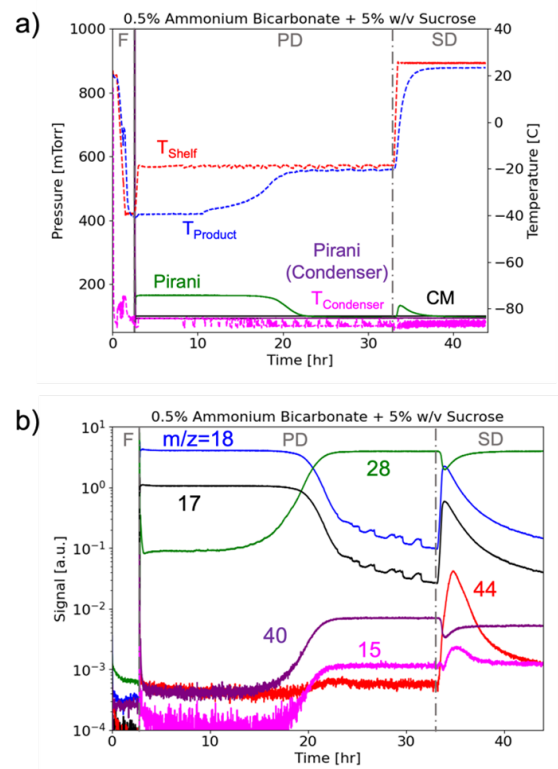 a)
0.5% Ammonium Bicarbonate + 5% w/v Sucrose
F
PD
SD
1000
800
600
400
200
Pressure [mTorr]
40
20
0
−20
−40
−60
−80
Temperature [C]
T_Shelf
T_Product
Pirani
Pirani
(Condenser)
T_Condenser
CM
0
10
20
30
40
Time [hr]
b)
0.5% Ammonium Bicarbonate + 5% w/v Sucrose
F
PD
SD
10^1
10^0
10^−1
10^−2
10^−3
10^−4
Signal [a.u.]
m/z=18
17
28
44
40
15
0
10
20
30
40
Time [hr]